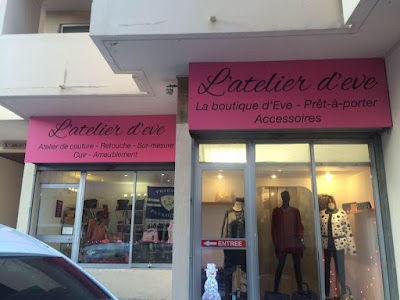 L'atelier d'eve
Atelier de couture - Retouche - Sur-mesure
Cuir - Ameublement
L'atelier d'eve
La boutique d'Eve - Prêt-à-porter
Accessoires
ENTREE